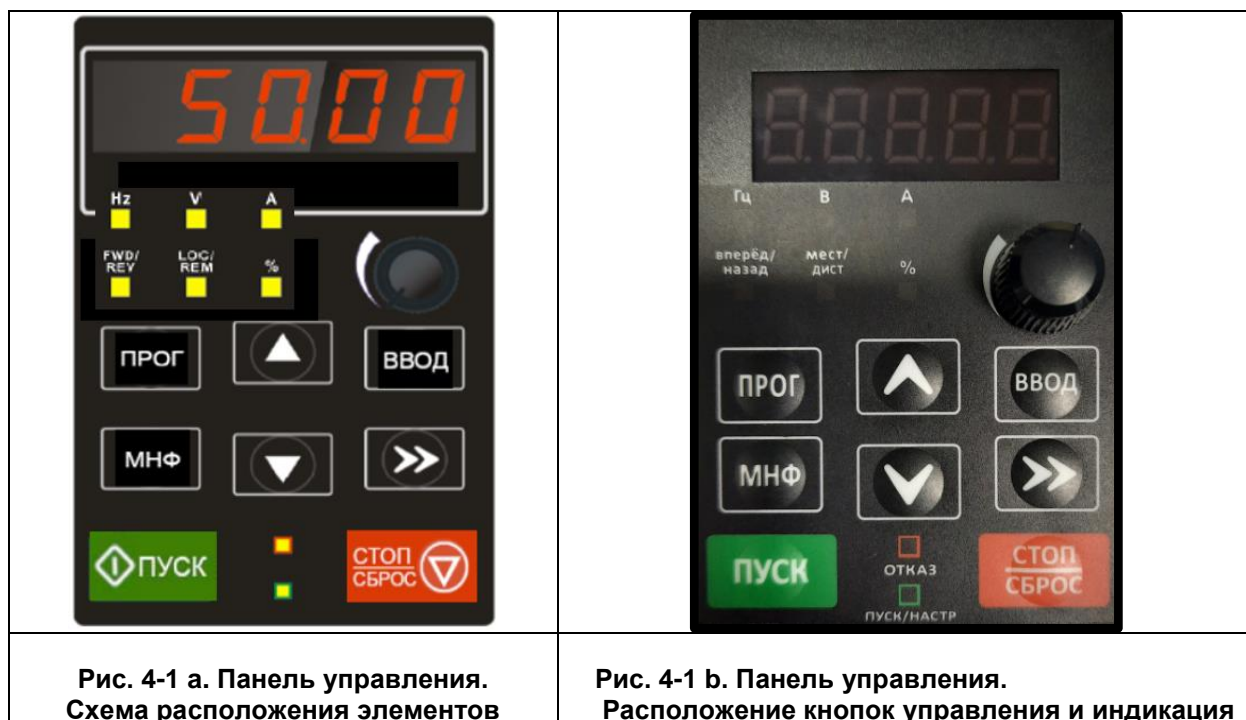 50.00
Hz V A
FWD/
REV
LOC/
REM
%
ПРОГ
ВВОД
МНФ
ПУСК
СТОП
СБРОС
Рис. 4-1 a. Панель управления.
Схема расположения элементов
88888
Гц В А
вперёд/
назад
мест/
дист
%
ПРОГ
ВВОД
МНФ
ПУСК
ОТКАЗ
ПУСК/НАСТР
СТОП
СБРОС
Рис. 4-1 b. Панель управления.
Расположение кнопок управления и индикация